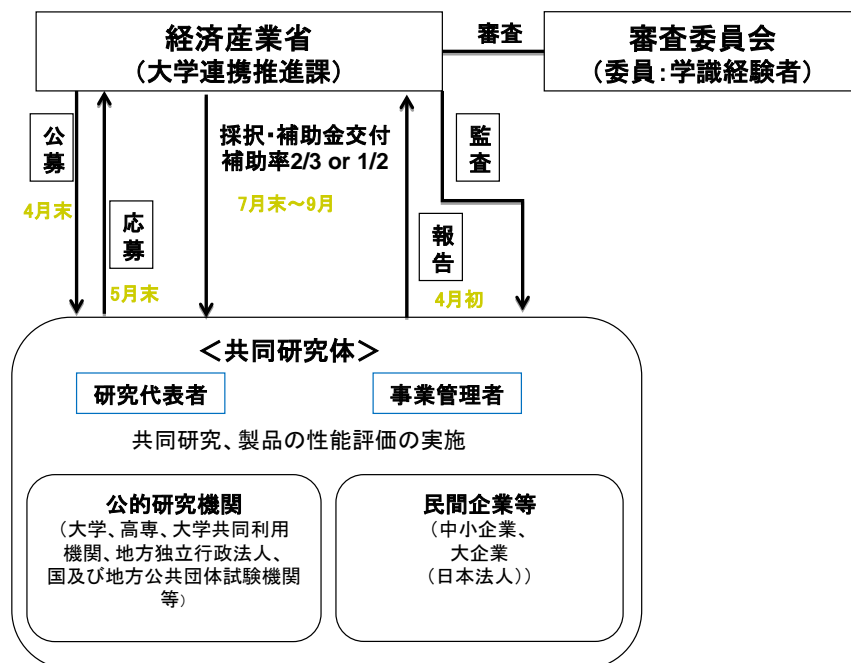 経済産業省
（大学連携推進課）
審査
審査委員会
（委員：学識経験者）
公募
4月末
応募
5月末
採択・補助金交付
補助率2/3 or 1/2
7月末～9月
報告
4月初
監査
＜共同研究体＞
研究代表者
事業管理者
共同研究、製品の性能評価の実施
公的研究機関
（大学、高専、大学共同利用
機関、地方独立行政法人、
国及び地方公共団体試験機関
等）
民間企業等
（中小企業、
大企業
（日本法人））